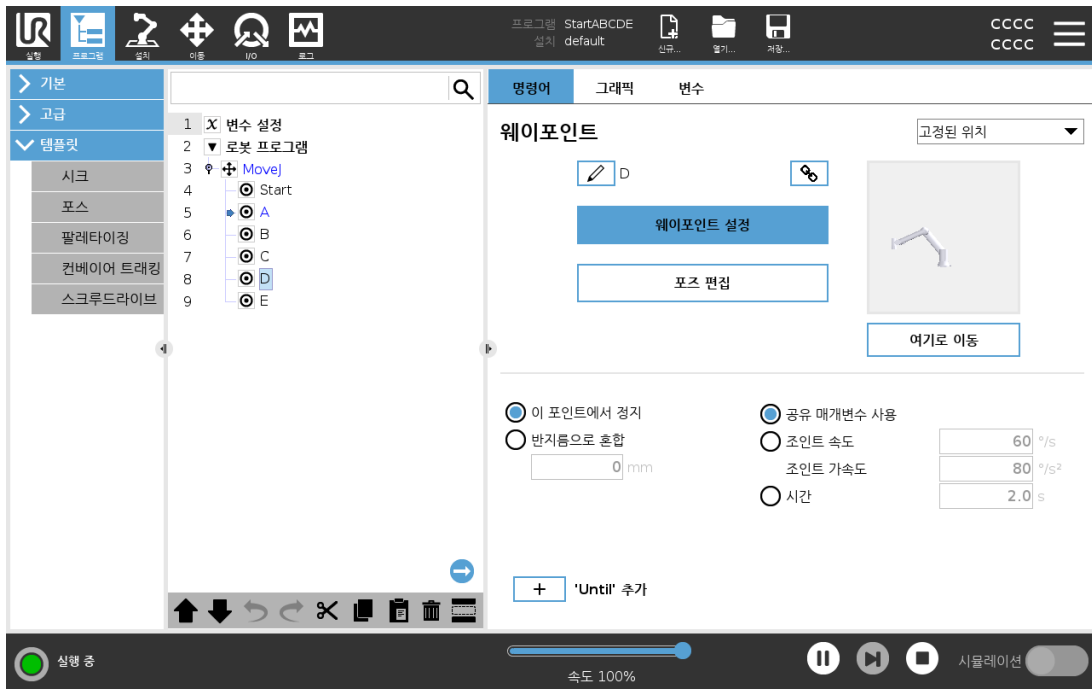 UR
실행
프로그램
설치
이동
I/O
로그
프로그램 StartABCDE
설치 default
신규...
열기...
저장...
CCCC
CCCC
기본
고급
템플릿
시크
포스
팔레타이징
컨베이어 트래킹
스크루드라이브
1 X 변수 설정
2 ▼ 로봇 프로그램
3 MoveJ
4 Start
5 A
6 B
7 C
8 D
9 E
명령어 그래픽 변수
웨이포인트
고정된 위치
D
웨이포인트 설정
포즈 편집
여기로 이동
이 포인트에서 정지
반지름으로 혼합
0 mm
공유 매개변수 사용
조인트 속도 60 °/s
조인트 가속도 80 °/s²
시간 2.0 s
+ 'Until' 추가
실행 중
속도 100%
시뮬레이션